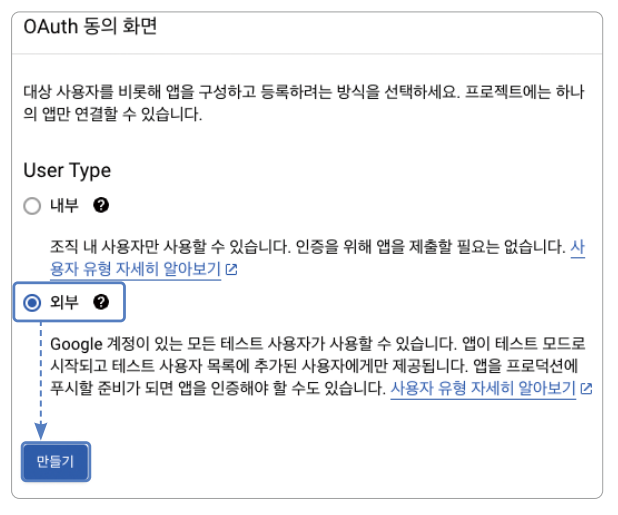 OAuth 동의 화면
대상 사용자를 비롯해 앱을 구성하고 등록하려는 방식을 선택하세요. 프로젝트에는 하나
의 앱만 연결할 수 있습니다.
User Type
내부
조직 내 사용자만 사용할 수 있습니다. 인증을 위해 앱을 제출할 필요는 없습니다. 사
용자 유형 자세히 알아보기
외부
Google 계정이 있는 모든 테스트 사용자가 사용할 수 있습니다. 앱이 테스트 모드로
시작되고 테스트 사용자 목록에 추가된 사용자에게만 제공됩니다. 앱을 프로덕션에
푸시할 준비가 되면 앱을 인증해야 할 수도 있습니다. 사용자 유형 자세히 알아보기
만들기